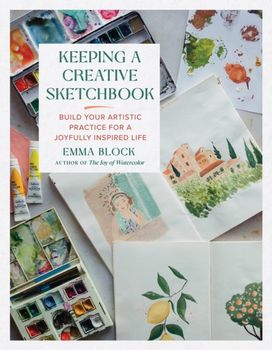 KEEPING A
CREATIVE
SKETCHBOOK
BUILD YOUR ARTISTIC
PRACTICE FOR A
JOYFULLY INSPIRED LIFE
EMMA BLOCK
AUTHOR OF The Joy of Watercolor